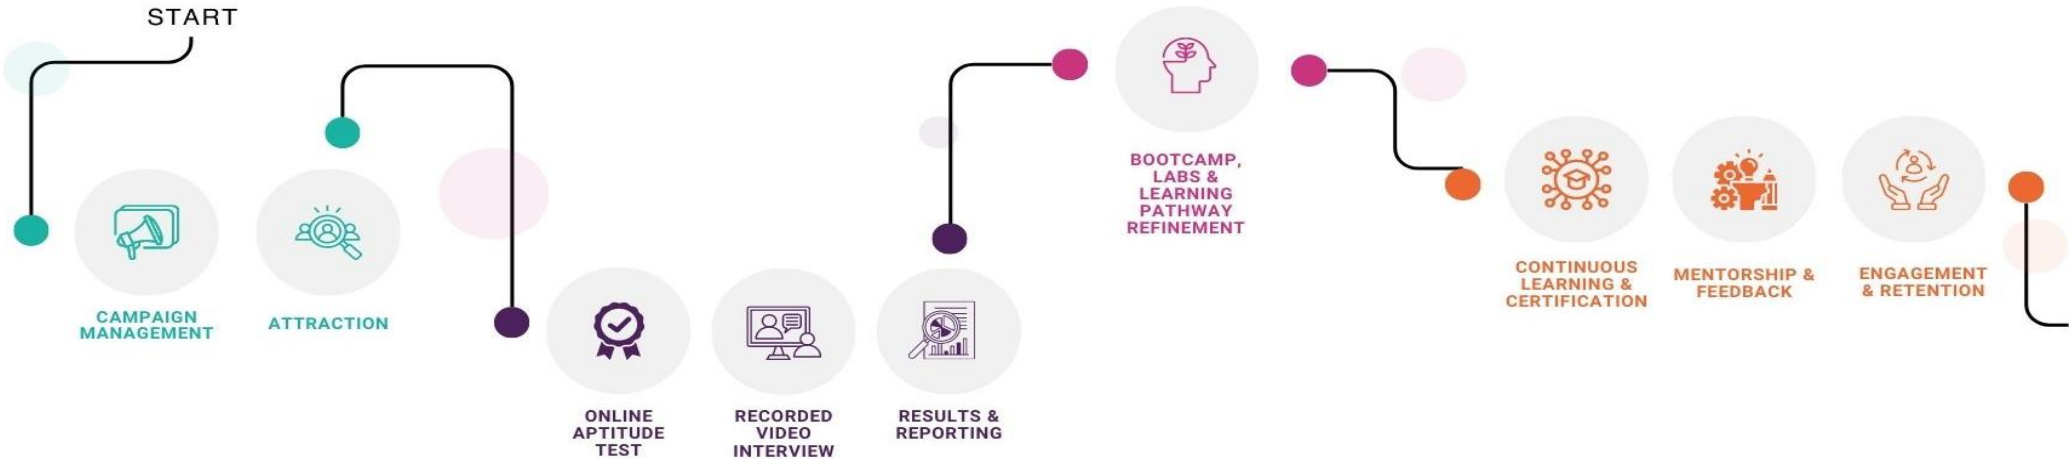 START
CAMPAIGN
MANAGEMENT
ATTRACTION
ONLINE
APTITUDE
TEST
RECORDED
VIDEO
INTERVIEW
RESULTS &
REPORTING
BOOTCAMP,
LABS &
LEARNING
PATHWAY
REFINEMENT
CONTINUOUS
LEARNING &
CERTIFICATION
MENTORSHIP &
FEEDBACK
ENGAGEMENT
& RETENTION